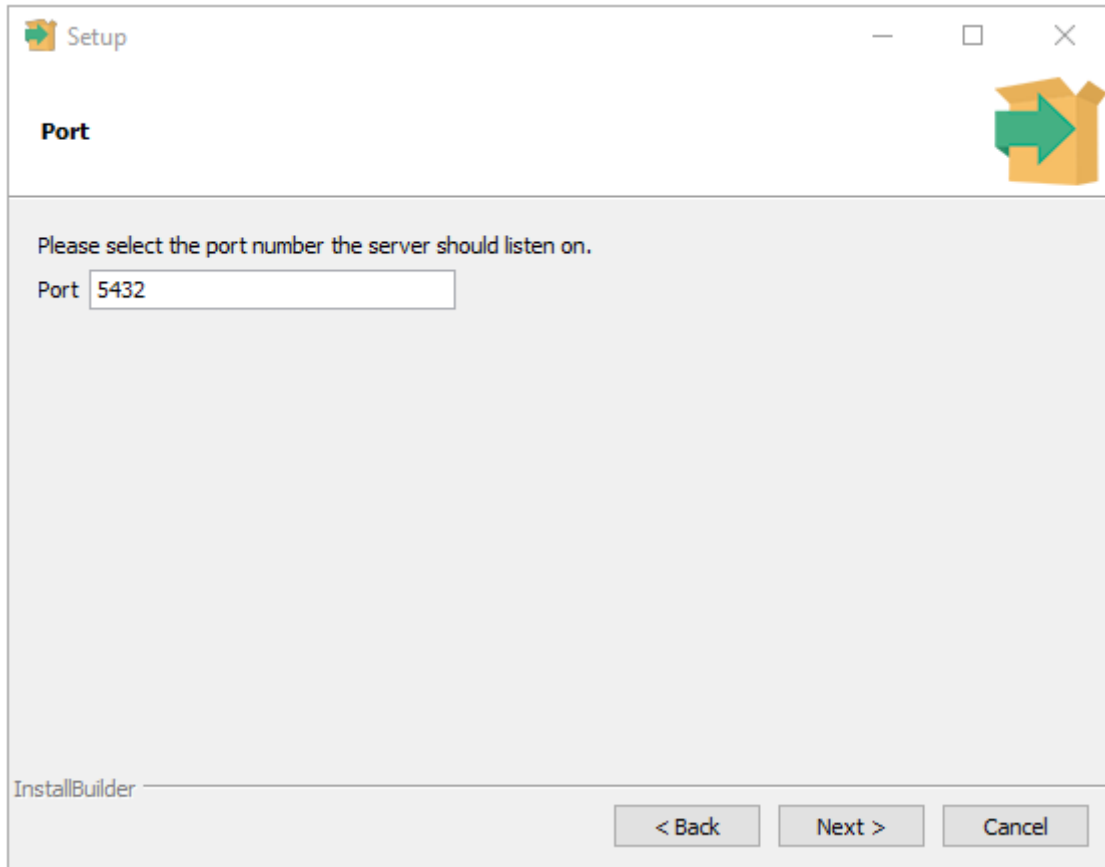 Setup
Port
Please select the port number the server should listen on.
Port 5432
InstallBuilder
< Back Next > Cancel